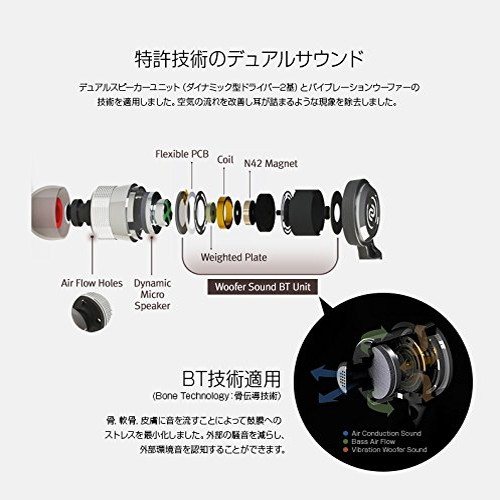 特許技術のデュアルサウンド
デュアルスピーカーユニット（ダイナミック型ドライバー2基）とバイブレーションウーファーの
技術を適用しました。空気の流れを改善し耳が詰まるような現象を除去しました。
Flexible PCB
Coil
N42 Magnet
Weighted Plate
Air Flow Holes
Dynamic
Micro
Speaker
Woofer Sound BT Unit
BT技術適用
(Bone Technology:骨伝導技術)
骨, 軟骨, 皮膚に音を流すことによって鼓膜への
ストレスを最小化しました。外部の騒音を減らし、
外部環境音を認知することができます。
Air Conduction Sound
Bass Air Flow
Vibration Woofer Sound